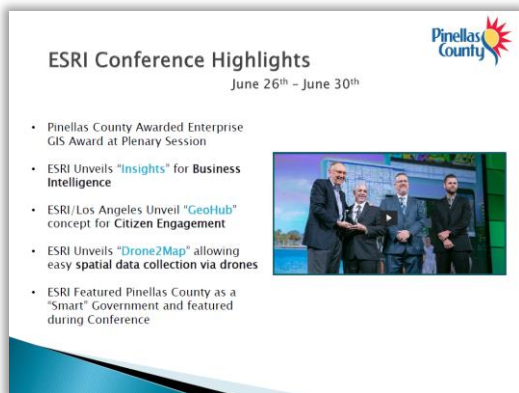 Pinellas
County
ESRI Conference Highlights
June 26th – June 30th
• Pinellas County Awarded Enterprise
GIS Award at Plenary Session
• ESRI Unveils “Insights” for Business
Intelligence
• ESRI/Los Angeles Unveil “GeoHub”
concept for Citizen Engagement
• ESRI Unveils “Drone2Map” allowing
easy spatial data collection via drones
• ESRI Featured Pinellas County as a
“Smart” Government and featured
during Conference